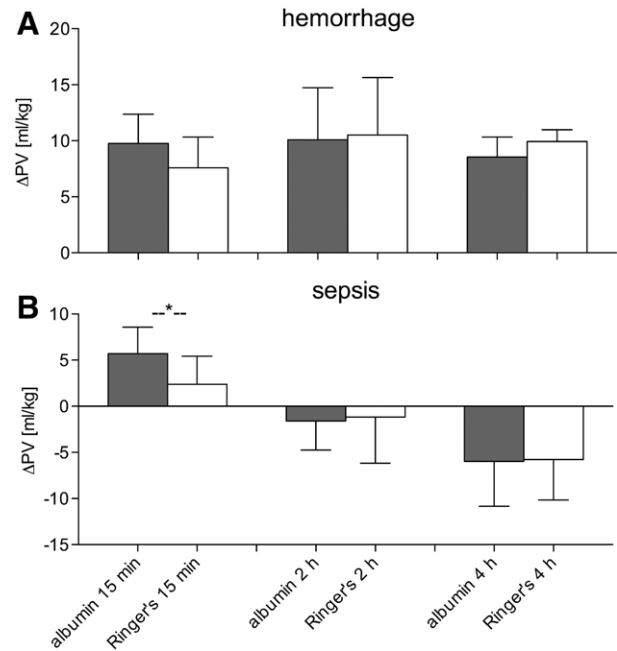 A
hemorrhage
20
15
10
5
0
ΔPV [ml/kg]
B
sepsis
--*--
10
5
0
-5
-10
-15
ΔPV [ml/kg]
albumin 15 min
Ringer's 15 min
albumin 2 h
Ringer's 2 h
albumin 4 h
Ringer's 4 h